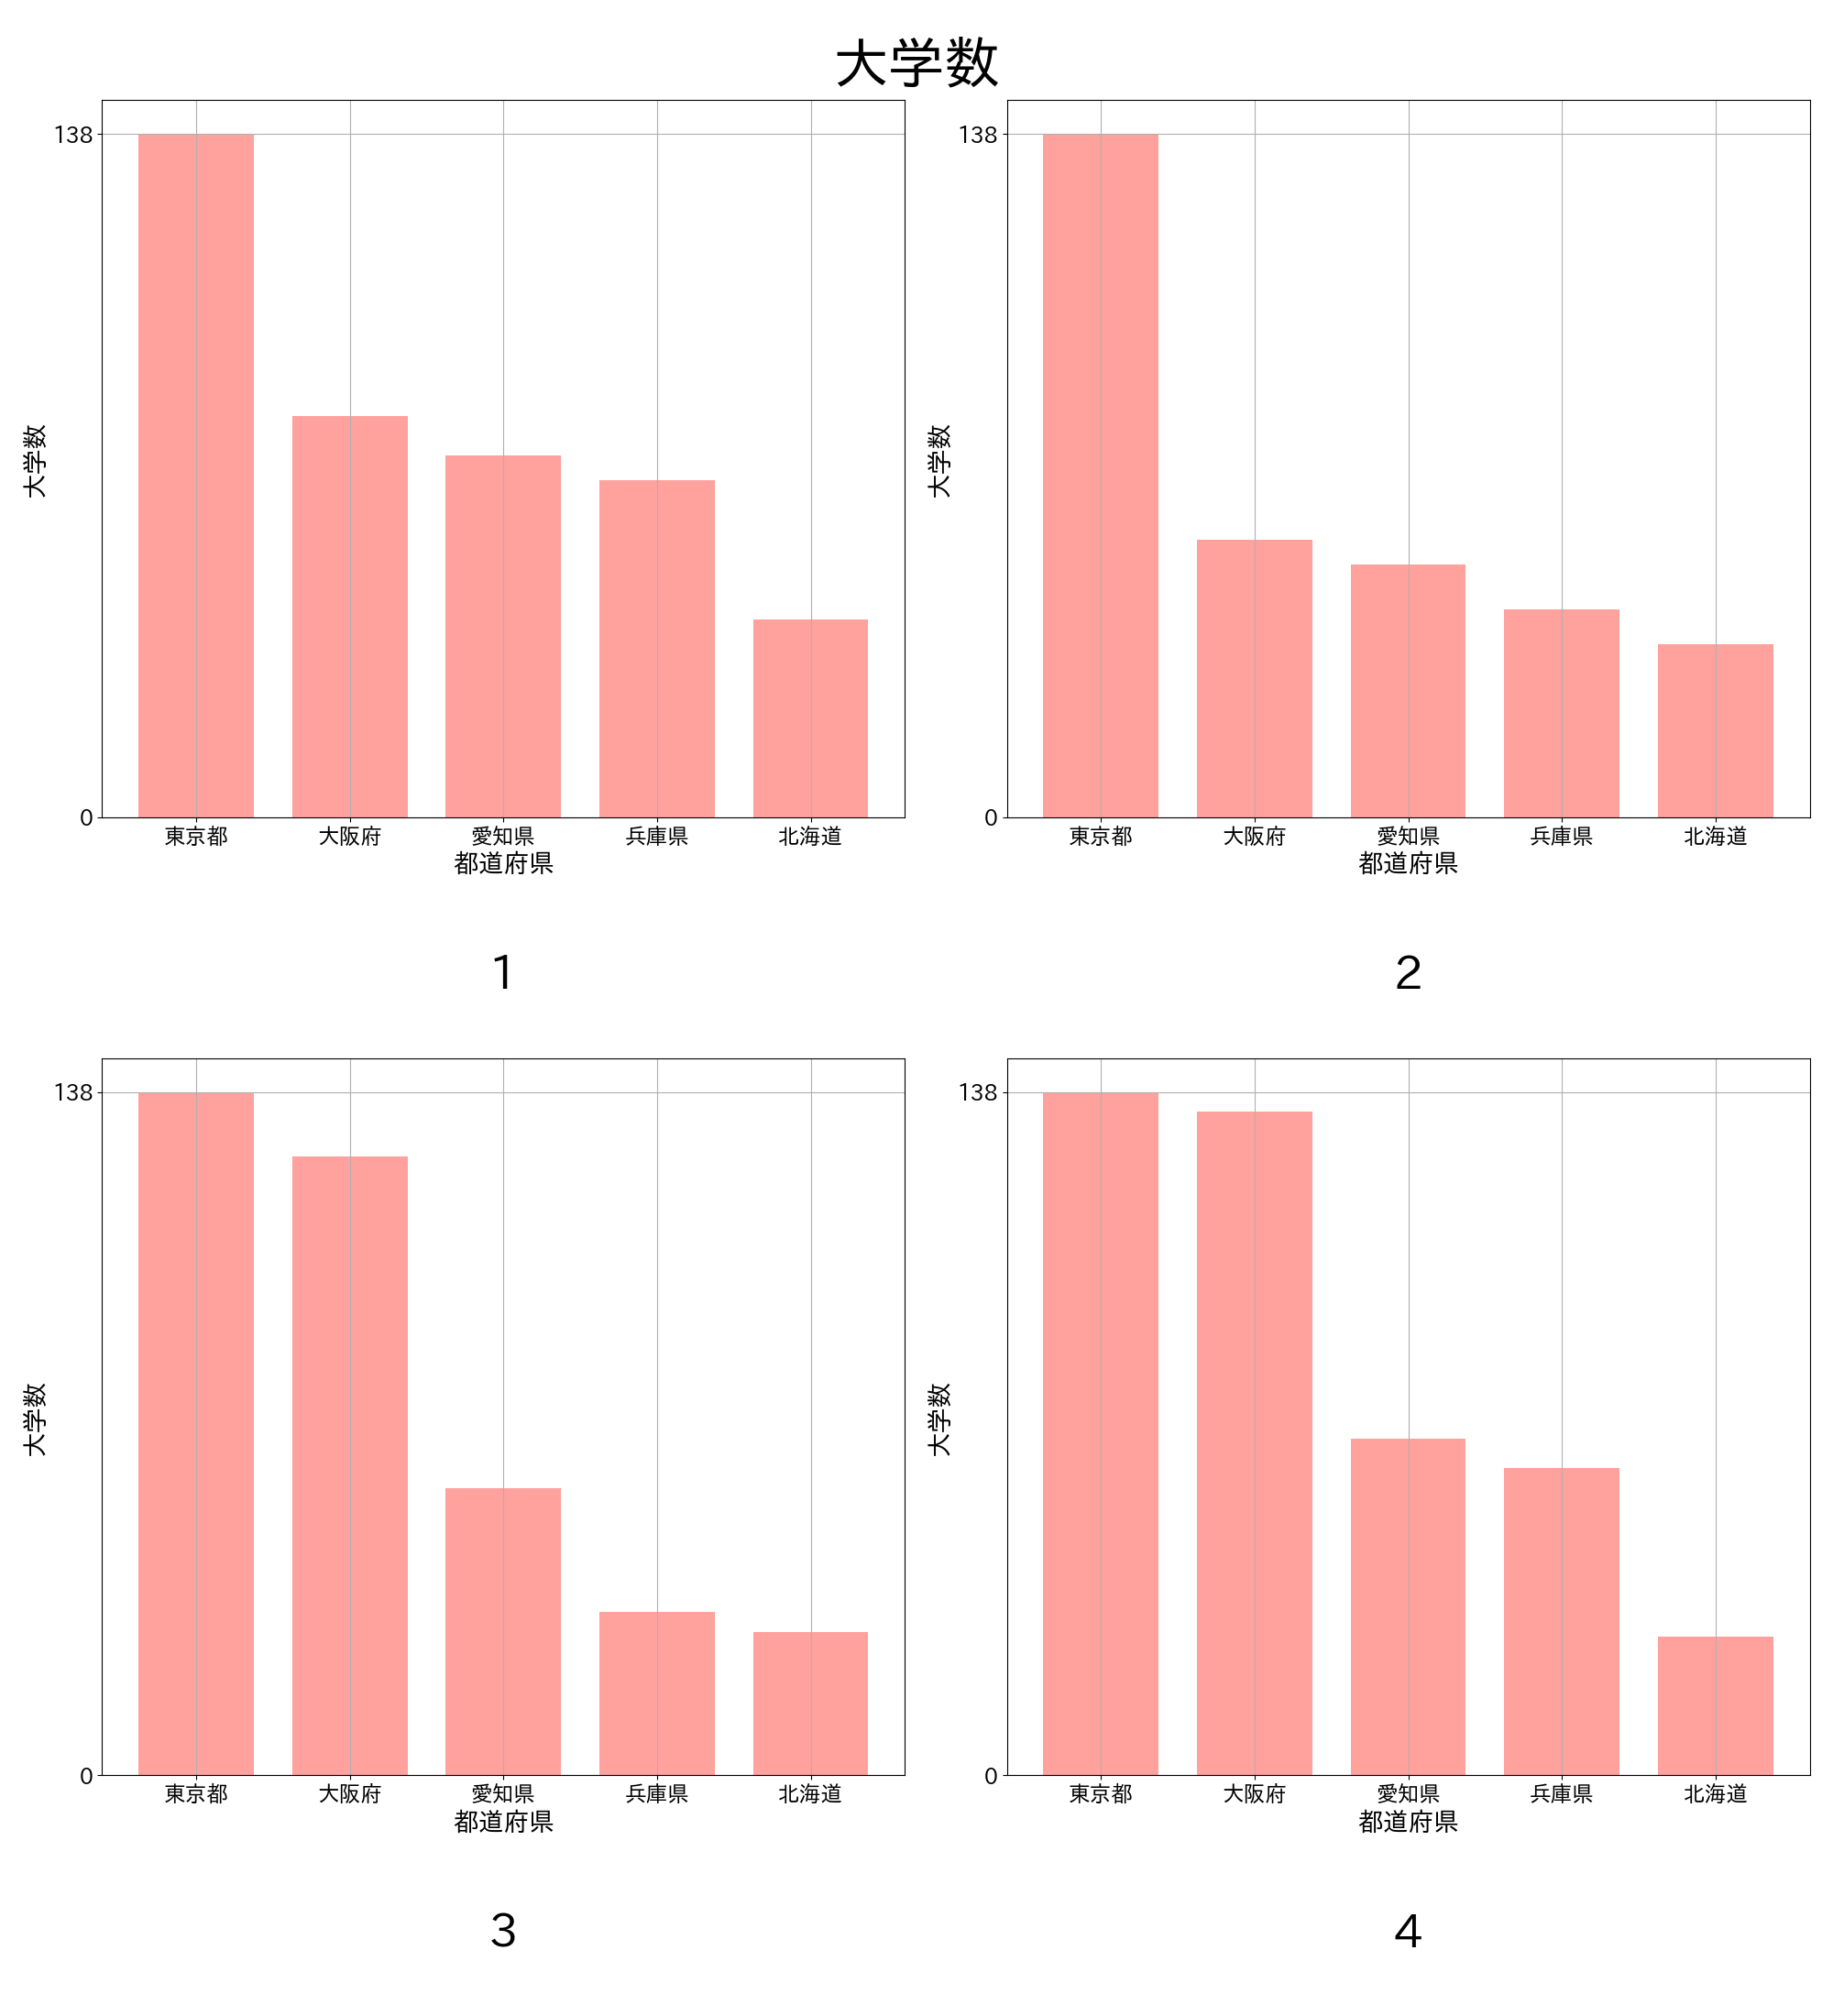 大学数
138
大学数
0
東京都 大阪府 愛知県 兵庫県 北海道
都道府県
1
138
大学数
0
東京都 大阪府 愛知県 兵庫県 北海道
都道府県
2
138
大学数
0
東京都 大阪府 愛知県 兵庫県 北海道
都道府県
3
138
大学数
0
東京都 大阪府 愛知県 兵庫県 北海道
都道府県
4